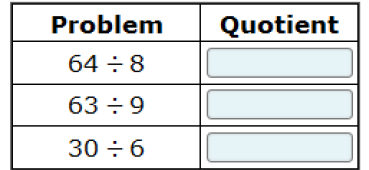 Problem Quotient
64 ÷ 8
63 ÷ 9
30 ÷ 6